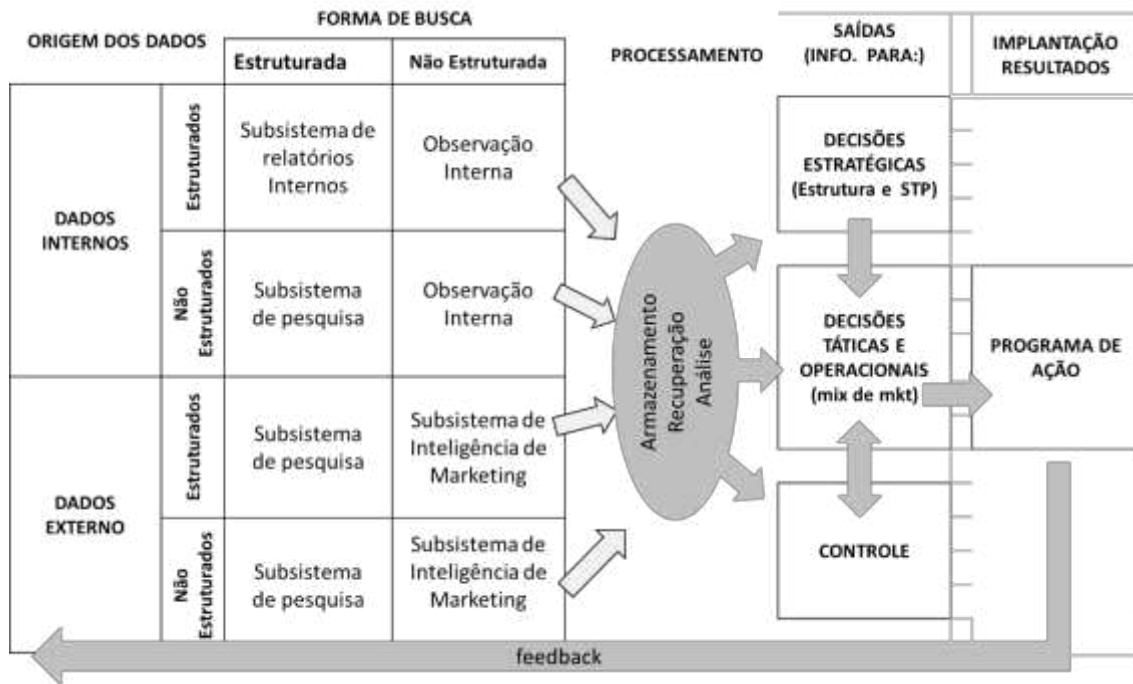 FORMA DE BUSCA
ORIGEM DOS DADOS
Estruturada
Não Estruturada
PROCESSAMENTO
SAÍDAS
(INFO. PARA:)
IMPLANTAÇÃO
RESULTADOS
DADOS
INTERNOS
Estruturados
Subsistema de
relatórios
Internos
Observação
Interna
Não
Estruturados
Subsistema
de pesquisa
Observação
Interna
DADOS
EXTERNO
Estruturados
Subsistema
de pesquisa
Subsistema de
Inteligência de
Marketing
Não
Estruturados
Subsistema
de pesquisa
Subsistema de
Inteligência de
Marketing
Armazenamento
Recuperação
Análise
DECISÕES
ESTRATÉGICAS
(Estrutura e STP)
DECISÕES
TÁTICAS E
OPERACIONAIS
(mix de mkt)
PROGRAMA DE
AÇÃO
CONTROLE
feedback